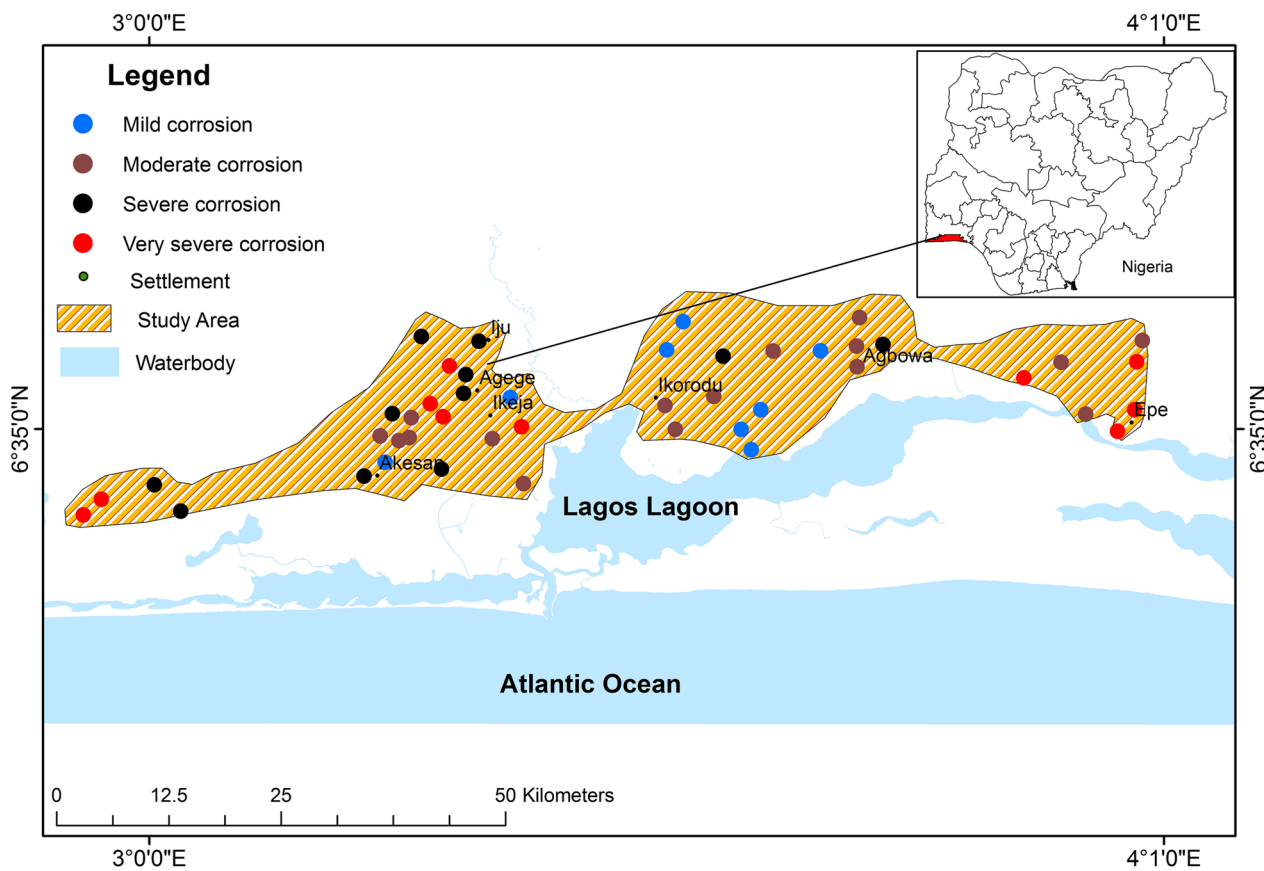 3°0'0"E
4°1'0"E
Legend
Mild corrosion
Moderate corrosion
Severe corrosion
Very severe corrosion
Settlement
Study Area
Waterbody
Nigeria
Iju
Agege
Ikeja
Akesan
Ikorodu
Agbowa
Epe
6°35'0"N
6°35'0"N
Lagos Lagoon
Atlantic Ocean
0 12.5 25 50 Kilometers
3°0'0"E
4°1'0"E